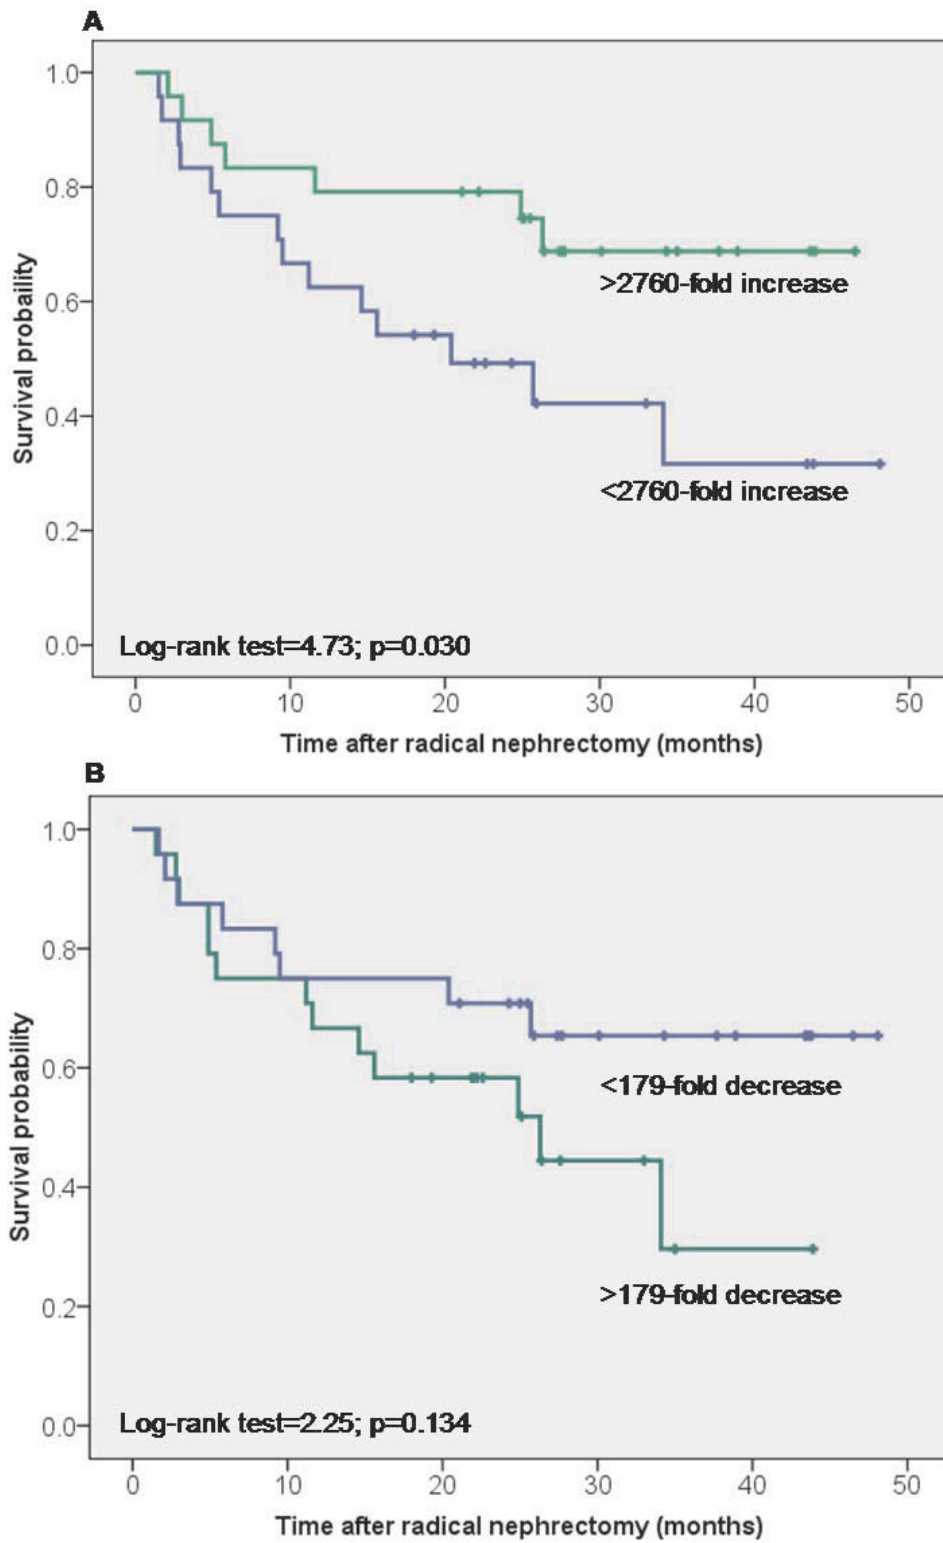 A
1.0
0.8
0.6
0.4
0.2
0.0
Survival probaility
>2760-fold increase
<2760-fold increase
Log-rank test=4.73; p=0.030
0 10 20 30 40 50
Time after radical nephrectomy (months)
B
1.0
0.8
0.6
0.4
0.2
0.0
Survival probability
<179-fold decrease
>179-fold decrease
Log-rank test=2.25; p=0.134
0 10 20 30 40 50
Time after radical nephrectomy (months)